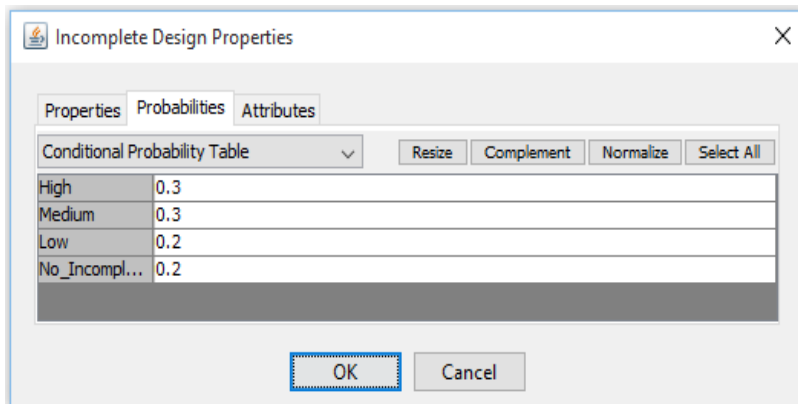 Incomplete Design Properties
Properties Probabilities Attributes
Conditional Probability Table Resize Complement Normalize Select All
High 0.3
Medium 0.3
Low 0.2
No_Incompl... 0.2
OK Cancel